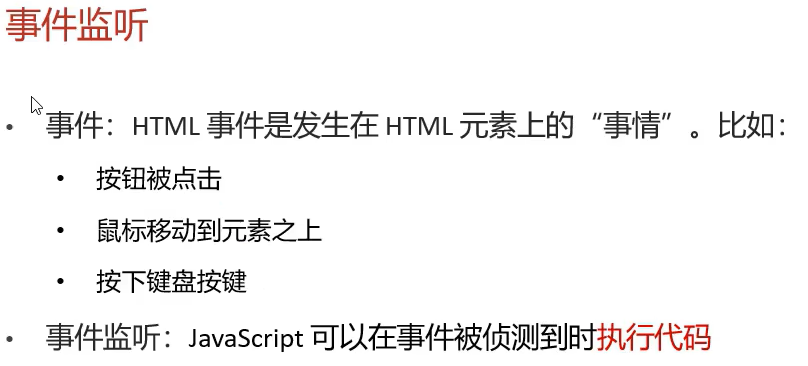 事件监听
• 事件：HTML 事件是发生在 HTML 元素上的“事情”。比如：
• 按钮被点击
• 鼠标移动到元素之上
• 按下键盘按键
• 事件监听：JavaScript 可以在事件被侦测到时执行代码